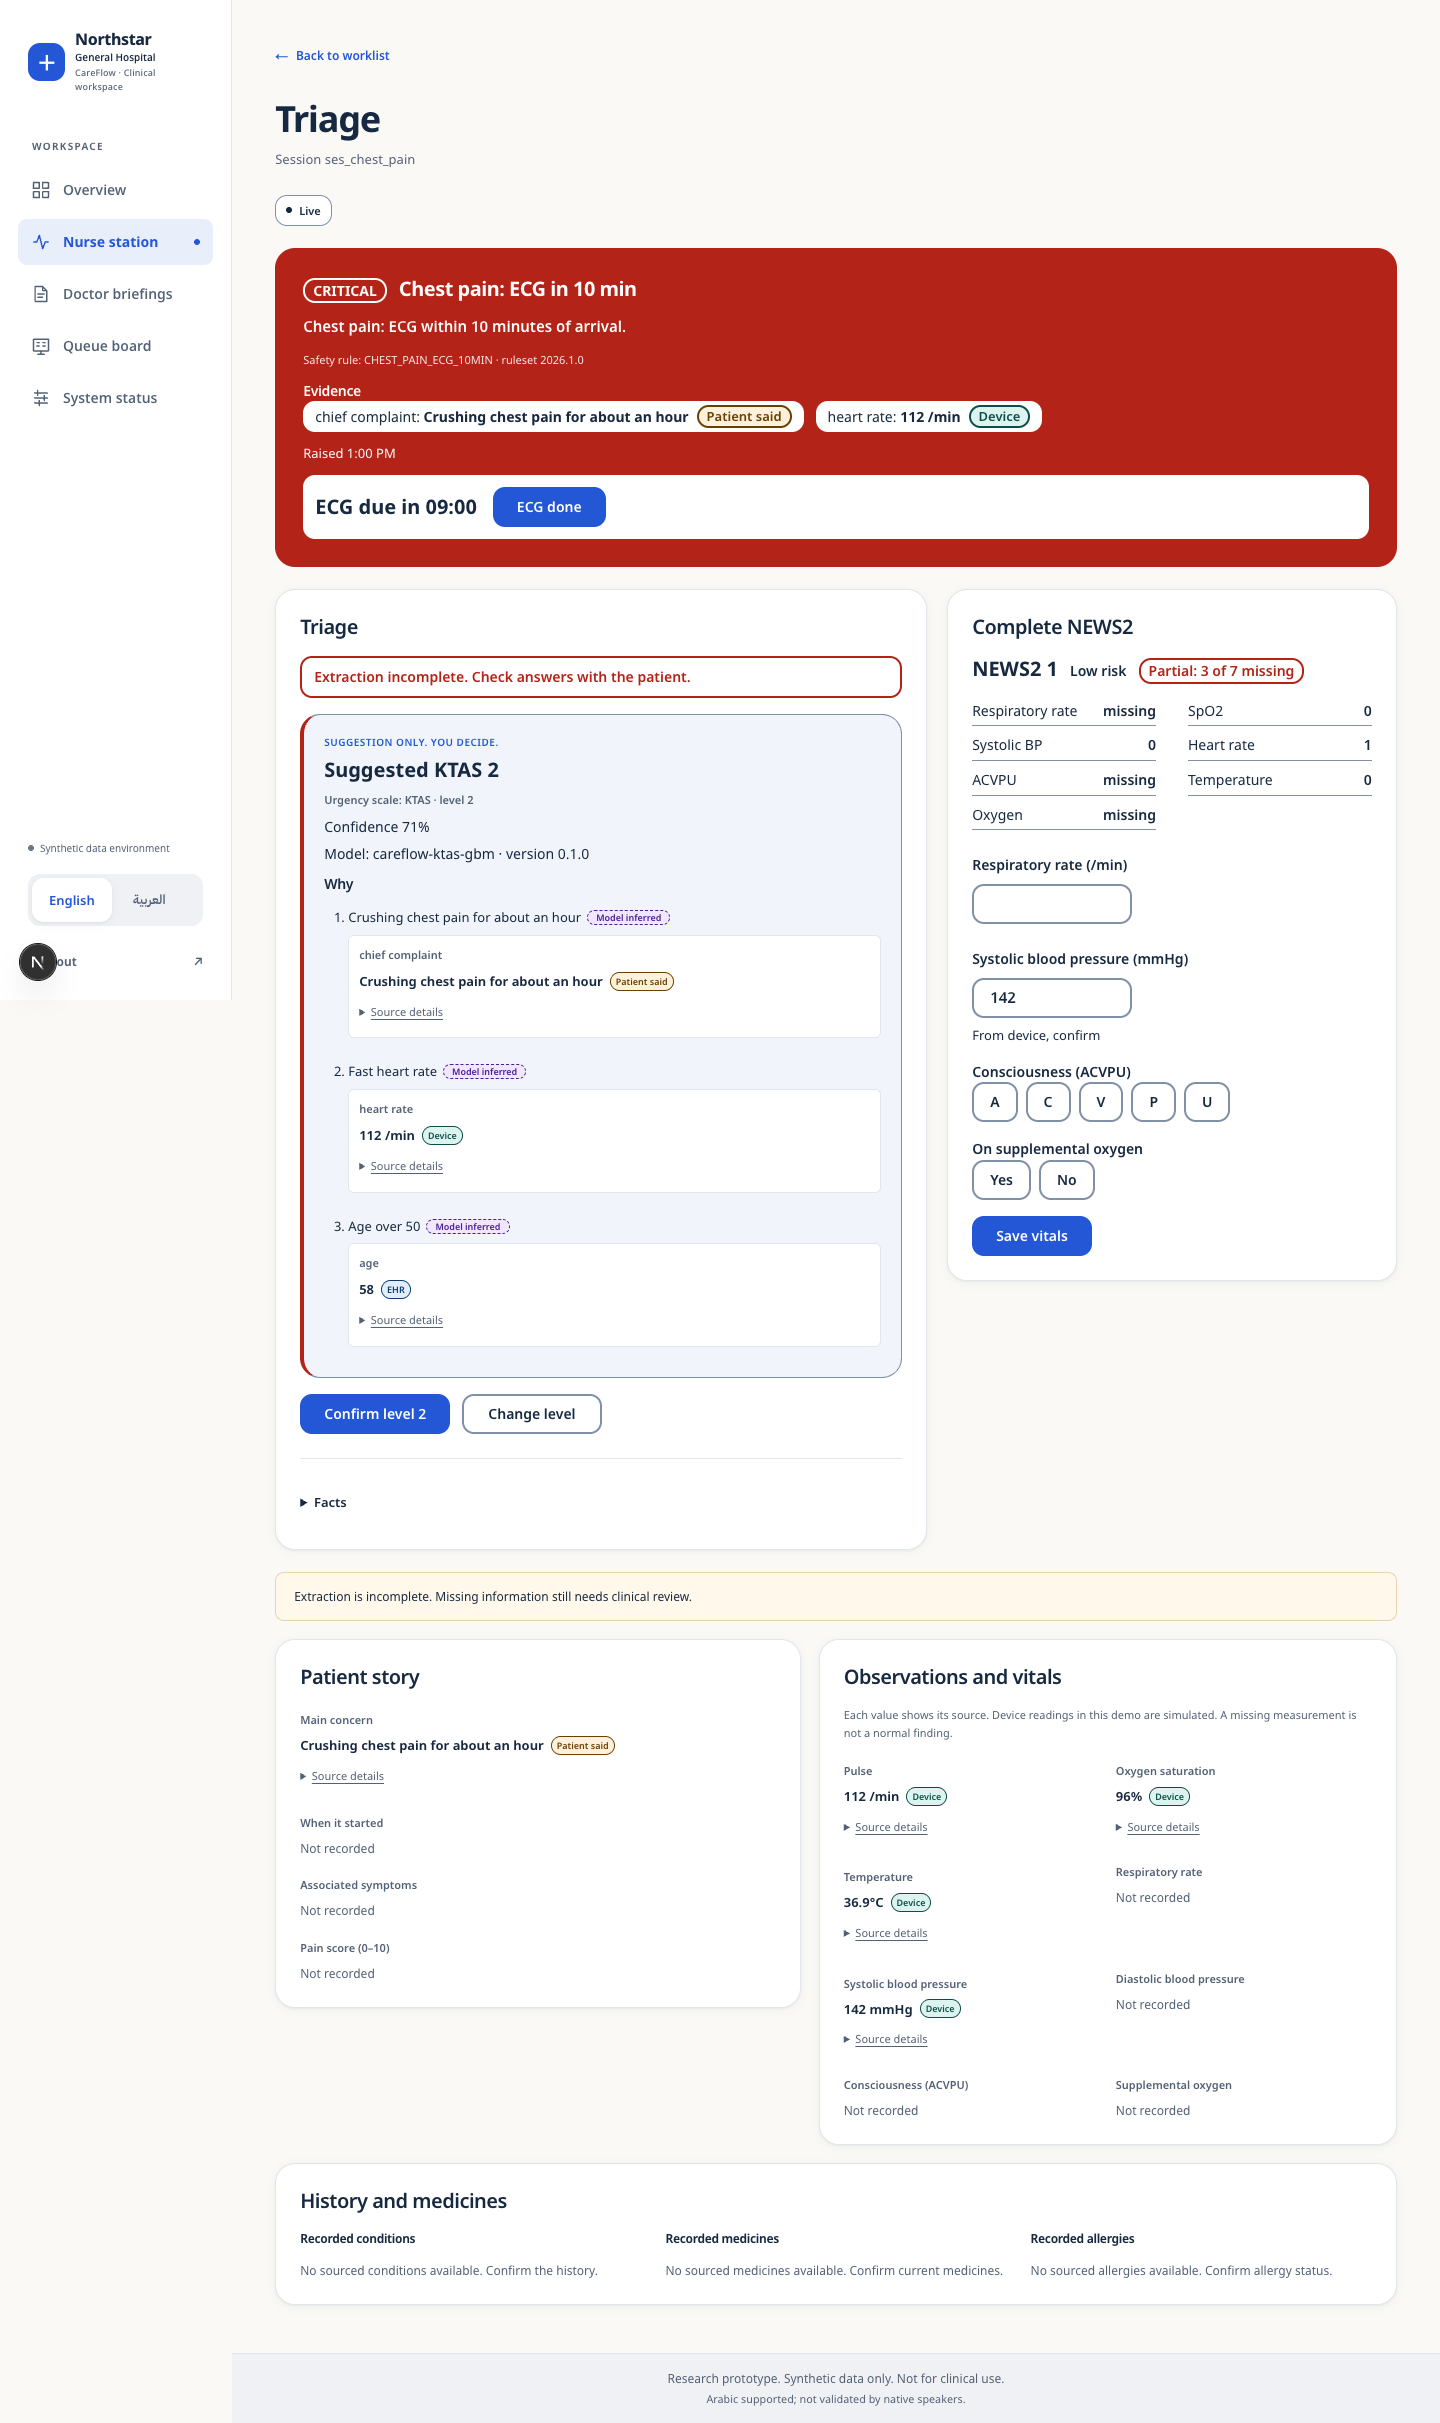 Northstar
General Hospital
CareFlow · Clinical
workspace
WORKSPACE
Overview
Nurse station
Doctor briefings
Queue board
System status
Synthetic data environment
English العربية
N out
← Back to worklist
Triage
Session ses_chest_pain
Live
CRITICAL Chest pain: ECG in 10 min
Chest pain: ECG within 10 minutes of arrival.
Safety rule: CHEST_PAIN_ECG_10MIN · ruleset 2026.1.0
Evidence
chief complaint: Crushing chest pain for about an hour Patient said heart rate: 112 /min Device
Raised 1:00 PM
ECG due in 09:00 ECG done
Triage
Extraction incomplete. Check answers with the patient.
SUGGESTION ONLY. YOU DECIDE.
Suggested KTAS 2
Urgency scale: KTAS · level 2
Confidence 71%
Model: careflow-ktas-gbm · version 0.1.0
Why
1. Crushing chest pain for about an hour Model inferred
chief complaint
Crushing chest pain for about an hour Patient said
Source details
2. Fast heart rate Model inferred
heart rate
112 /min Device
Source details
3. Age over 50 Model inferred
age
58 EHR
Source details
Confirm level 2 Change level
Facts
Complete NEWS2
NEWS2 1 Low risk Partial: 3 of 7 missing
Respiratory rate missing SpO2 0
Systolic BP 0 Heart rate 1
ACVPU missing Temperature 0
Oxygen missing
Respiratory rate (/min)
Systolic blood pressure (mmHg)
142
From device, confirm
Consciousness (ACVPU)
A C V P U
On supplemental oxygen
Yes No
Save vitals
Extraction is incomplete. Missing information still needs clinical review.
Patient story
Main concern
Crushing chest pain for about an hour Patient said
Source details
When it started
Not recorded
Associated symptoms
Not recorded
Pain score (0–10)
Not recorded
Observations and vitals
Each value shows its source. Device readings in this demo are simulated. A missing measurement is
not a normal finding.
Pulse Oxygen saturation
112 /min Device 96% Device
Source details Source details
Temperature Respiratory rate
36.9°C Device Not recorded
Source details
Systolic blood pressure Diastolic blood pressure
142 mmHg Device Not recorded
Source details
Consciousness (ACVPU) Supplemental oxygen
Not recorded Not recorded
History and medicines
Recorded conditions Recorded medicines Recorded allergies
No sourced conditions available. Confirm the history. No sourced medicines available. Confirm current medicines. No sourced allergies available. Confirm allergy status.
Research prototype. Synthetic data only. Not for clinical use.
Arabic supported; not validated by native speakers.